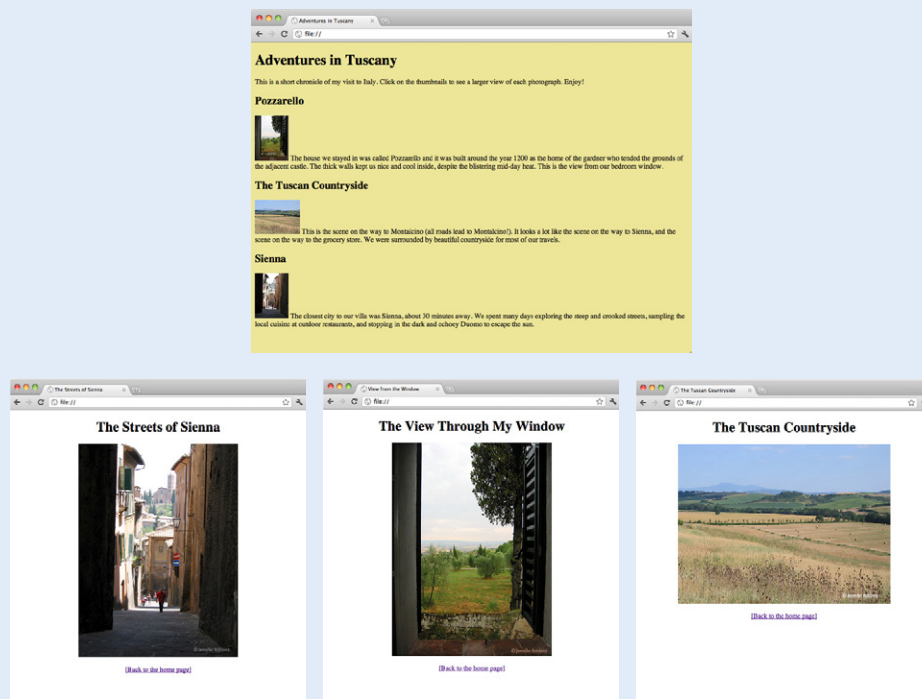 Adventures in Tuscany
file://
Adventures in Tuscany
This is a short chronicle of my visit to Italy. Click on the thumbnails to see a larger view of each photograph. Enjoy!
Pozzarello
The house we stayed in was called Pozzarello and it was built around the year 1200 as the home of the gardner who tended the grounds of
the adjacent castle. The thick walls kept us nice and cool inside, despite the blistering mid-day heat. This is the view from our bedroom window.
The Tuscan Countryside
This is the scene on the way to Montalcino (all roads lead to Montalcino!). It looks a lot like the scene on the way to Sienna, and the
scene on the way to the grocery store. We were surrounded by beautiful countryside for most of our travels.
Sienna
The closest city to our villa was Sienna, about 30 minutes away. We spent many days exploring the steep and crooked streets, sampling the
local cuisine at outdoor restaurants, and stopping in the dark and echoey Duomo to escape the sun.
The Streets of Sienna
file://
The Streets of Sienna
[Back to the home page]
View from the Window
file://
The View Through My Window
[Back to the home page]
The Tuscan Countryside
file://
The Tuscan Countryside
[Back to the home page]